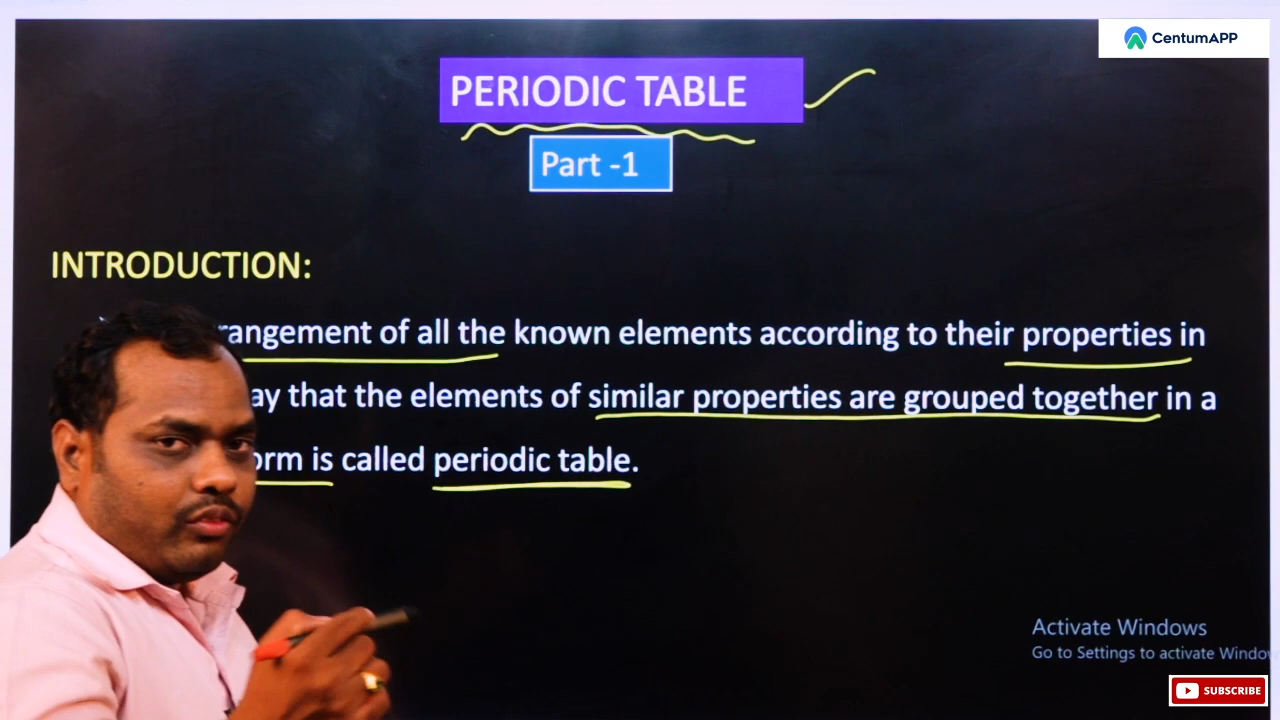 CentumAPP
PERIODIC TABLE
Part -1
INTRODUCTION:
rangement of all the known elements according to their properties in
ay that the elements of similar properties are grouped together in a
orm is called periodic table.
Activate Windows
Go to Settings to activate Window
SUBSCRIBE